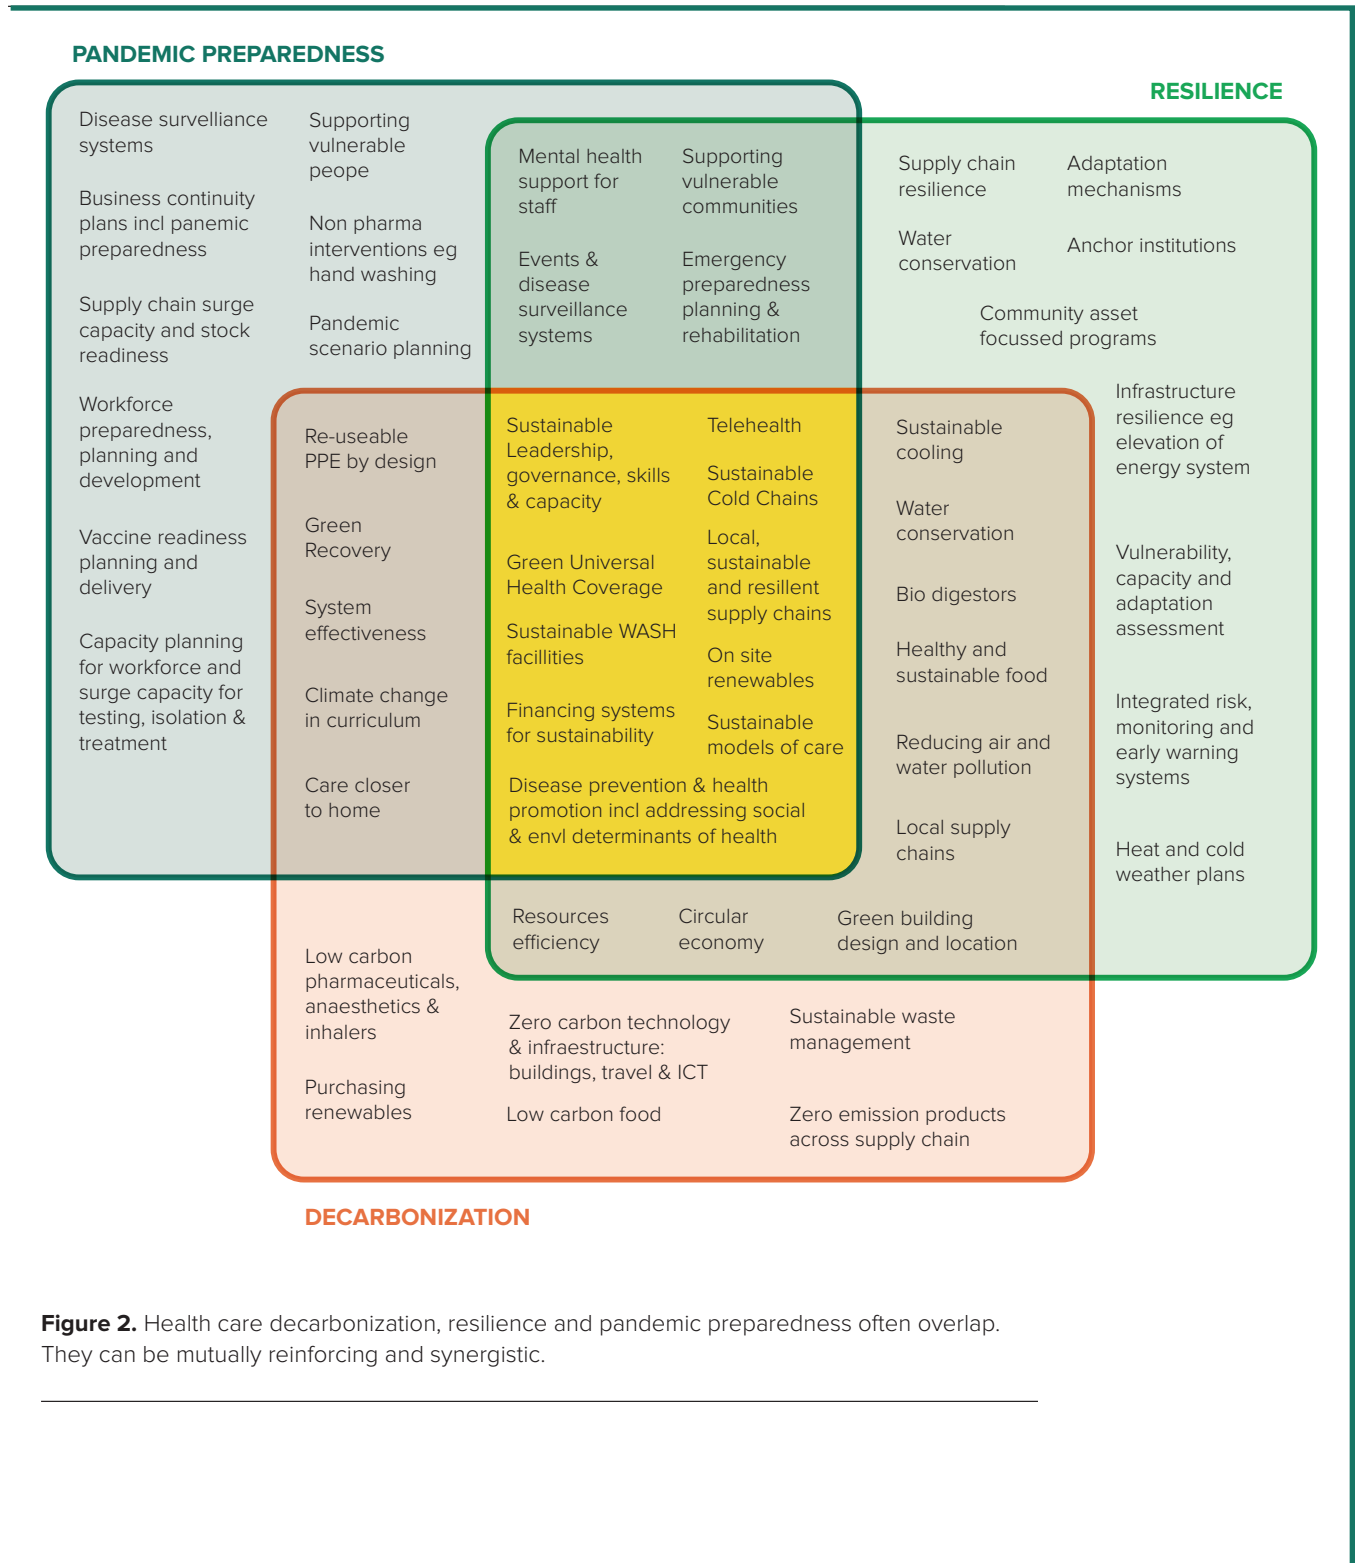 PANDEMIC PREPAREDNESS
RESILIENCE
Disease survelliance
systems
Business continuity
plans incl panemic
preparedness
Supply chain surge
capacity and stock
readiness
Workforce
preparedness,
planning and
development
Vaccine readiness
planning and
delivery
Capacity planning
for workforce and
surge capacity for
testing, isolation &
treatment
Supporting
vulnerable
peope
Non pharma
interventions eg
hand washing
Pandemic
scenario planning
Mental health
support for
staff
Events &
disease
surveillance
systems
Supporting
vulnerable
communities
Emergency
preparedness
planning &
rehabilitation
Supply chain
resilience
Water
conservation
Adaptation
mechanisms
Anchor institutions
Community asset
focussed programs
Infrastructure
resilience eg
elevation of
energy system
Vulnerability,
capacity and
adaptation
assessment
Integrated risk,
monitoring and
early warning
systems
Heat and cold
weather plans
Re-useable
PPE by design
Green
Recovery
System
effectiveness
Climate change
in curriculum
Care closer
to home
Sustainable
Leadership,
governance, skills
& capacity
Green Universal
Health Coverage
Sustainable WASH
facillities
Financing systems
for sustainability
Telehealth
Sustainable
Cold Chains
Local,
sustainable
and resillent
supply chains
On site
renewables
Sustainable
models of care
Disease prevention & health
promotion incl addressing social
& envl determinants of health
Sustainable
cooling
Water
conservation
Bio digestors
Healthy and
sustainable food
Reducing air and
water pollution
Local supply
chains
Resources
efficiency
Circular
economy
Green building
design and location
Low carbon
pharmaceuticals,
anaesthetics &
inhalers
Purchasing
renewables
Zero carbon technology
& infraestructure:
buildings, travel & ICT
Low carbon food
Sustainable waste
management
Zero emission products
across supply chain
DECARBONIZATION
Figure 2. Health care decarbonization, resilience and pandemic preparedness often overlap.
They can be mutually reinforcing and synergistic.